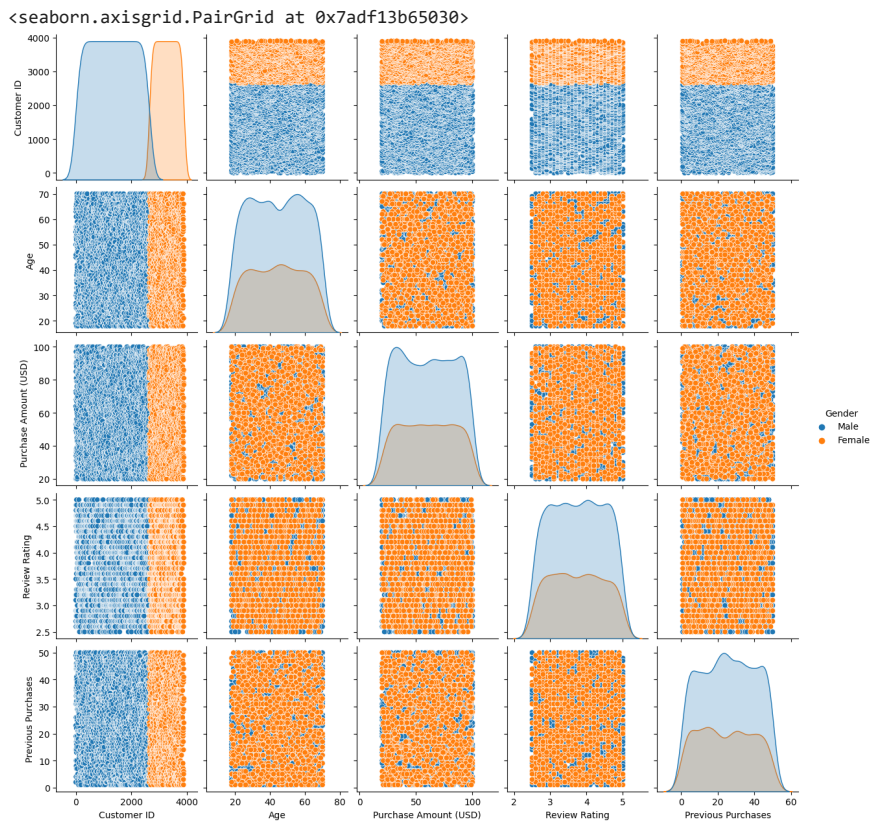 <seaborn.axisgrid.PairGrid at 0x7adf13b65030>
4000
3000
2000
1000
0
Customer ID
70
60
50
40
30
20
Age
100
80
60
40
20
Purchase Amount (USD)
Gender
Male
Female
5.0
4.5
4.0
3.5
3.0
2.5
Review Rating
50
40
30
20
10
0
Previous Purchases
0 2000 4000 20 40 60 80 0 50 100 2 3 4 5 0 20 40 60
Customer ID Age Purchase Amount (USD) Review Rating Previous Purchases